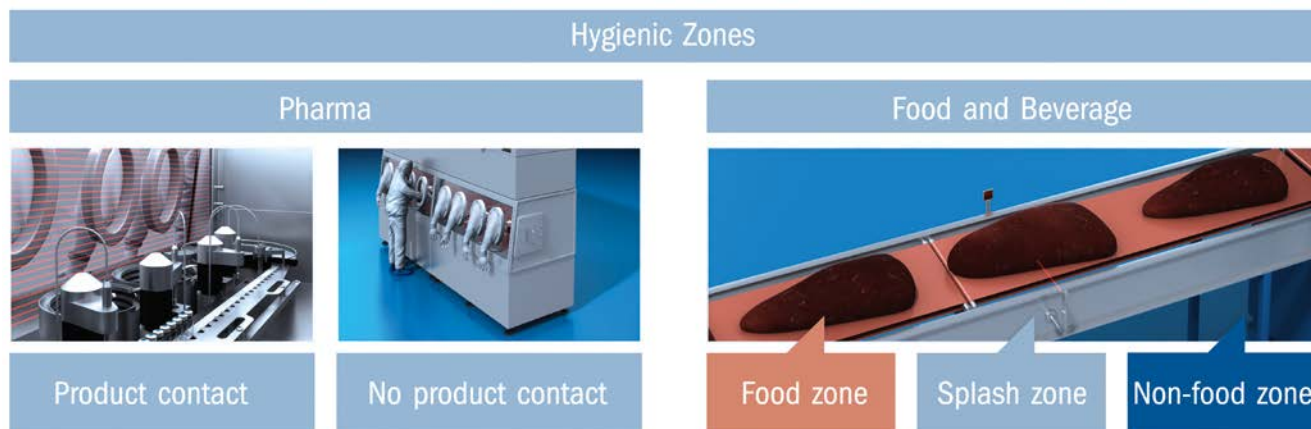 Hygienic Zones
Pharma
Food and Beverage
Product contact
No product contact
Food zone
Splash zone
Non-food zone